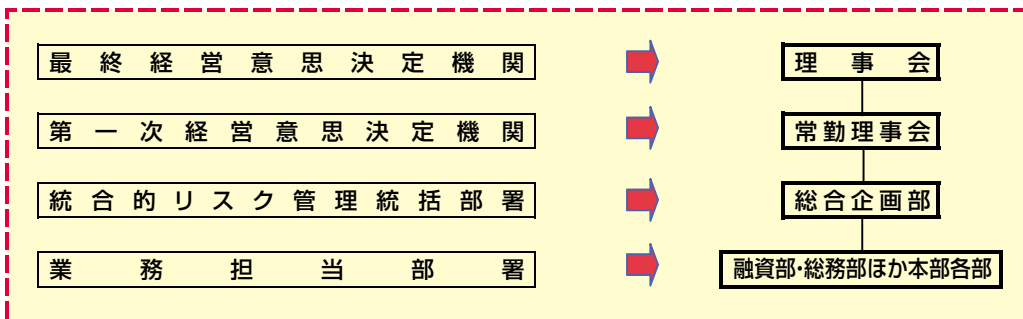 最終経営意思決定機関
理事会
第一次経営意思決定機関
常勤理事会
統合的リスク管理統括部署
総合企画部
業務担当部署
融資部・総務部ほか本部各部